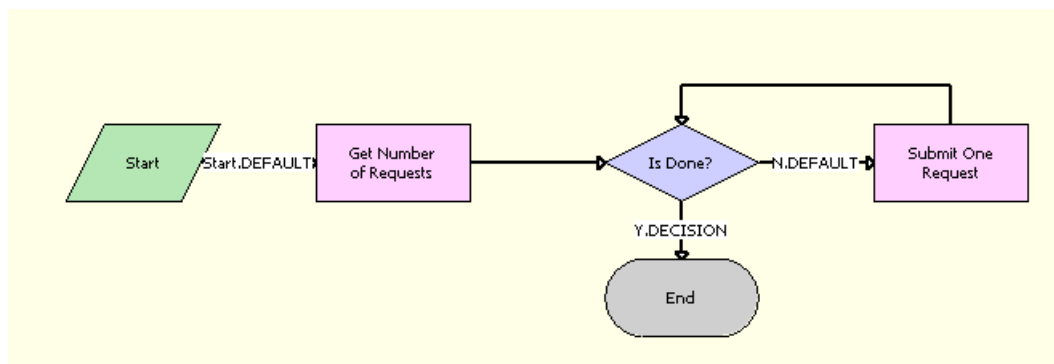 Start
Start.DEFAULT
Get Number
of Requests
Is Done?
N.DEFAULT
Submit One
Request
Y.DECISION
End